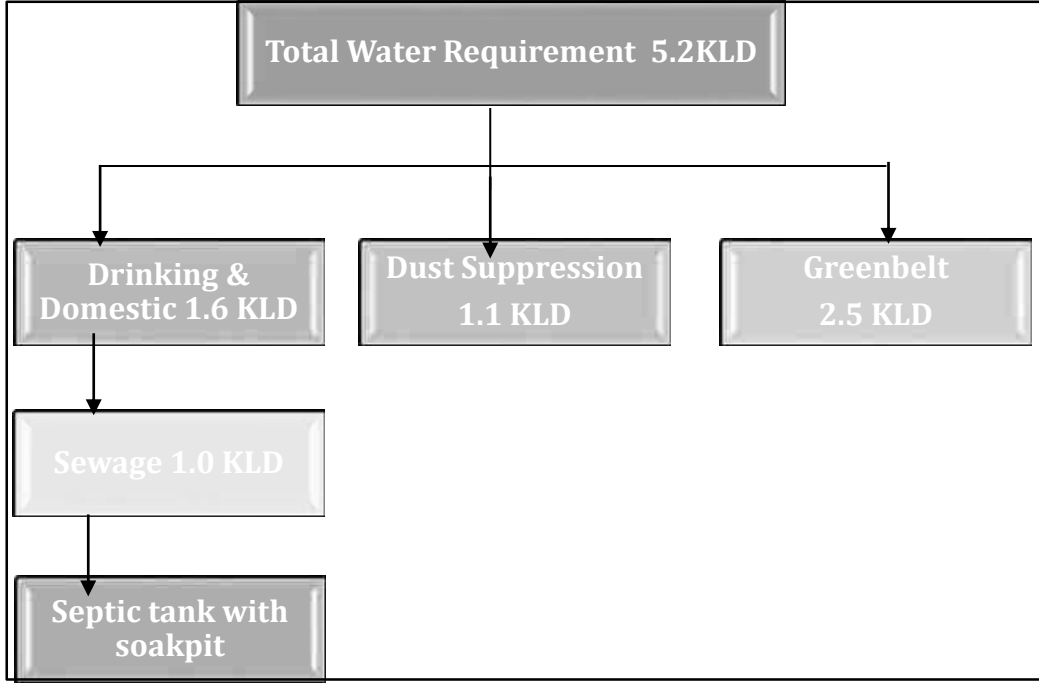 Total Water Requirement 5.2KLD
Drinking &
Domestic 1.6 KLD
Dust Suppression
1.1 KLD
Greenbelt
2.5 KLD
Sewage 1.0 KLD
Septic tank with
soakpit